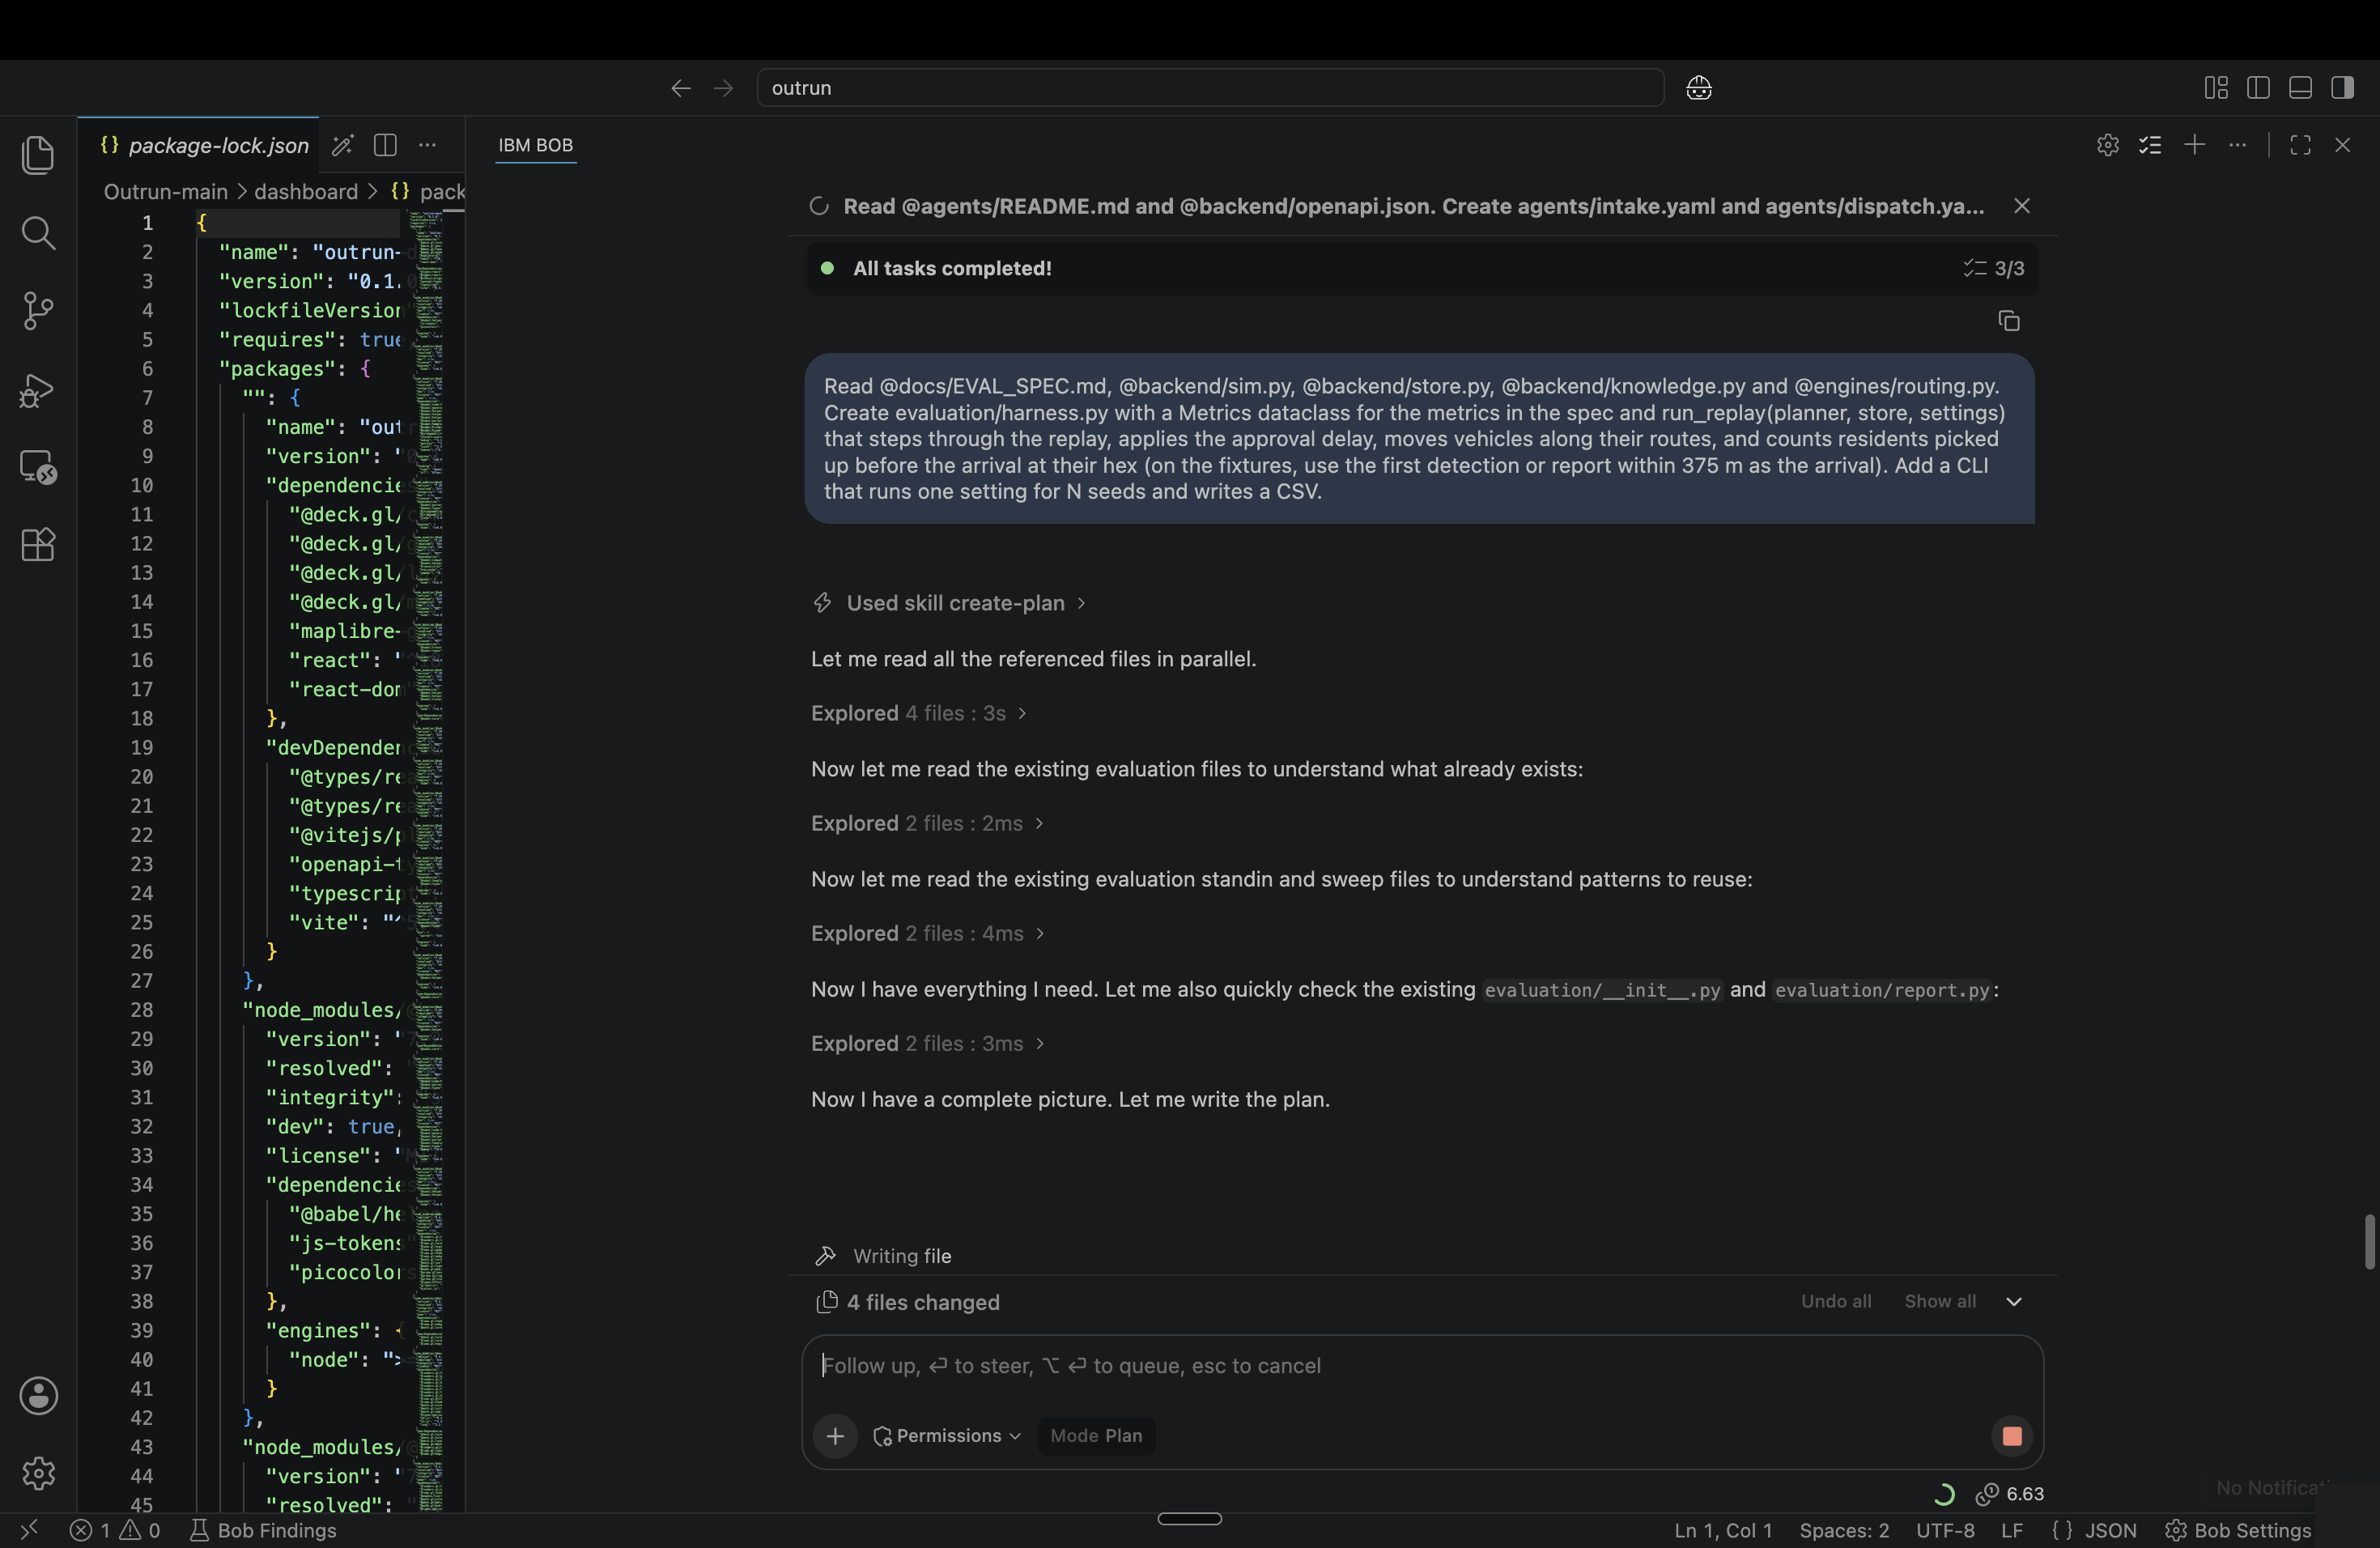 outrun
{} package-lock.json
IBM BOB
Outrun-main > dashboard > {} pack
1 {
2 "name": "outrun-
3 "version": "0.1.
4 "lockfileVersion
5 "requires": true
6 "packages": {
7 "": {
8 "name": "out
9 "version": "
10 "dependencie
11 "@deck.gl/
12 "@deck.gl/
13 "@deck.gl/
14 "@deck.gl/
15 "maplibre-
16 "react": "
17 "react-dom
18 },
19 "devDependen
20 "@types/re
21 "@types/re
22 "@vitejs/p
23 "openapi-t
24 "typescrip
25 "vite": "^
26 }
27 },
28 "node_modules/
29 "version": "
30 "resolved":
31 "integrity":
32 "dev": true,
33 "license": "
34 "dependencie
35 "@babel/he
36 "js-tokens
37 "picocolor
38 },
39 "engines": {
40 "node": ">
41 }
42 },
43 "node_modules/
44 "version": "
45 "resolved":
Read @agents/README.md and @backend/openapi.json. Create agents/intake.yaml and agents/dispatch.ya...
All tasks completed!
3/3
Read @docs/EVAL_SPEC.md, @backend/sim.py, @backend/store.py, @backend/knowledge.py and @engines/routing.py.
Create evaluation/harness.py with a Metrics dataclass for the metrics in the spec and run_replay(planner, store, settings)
that steps through the replay, applies the approval delay, moves vehicles along their routes, and counts residents picked
up before the arrival at their hex (on the fixtures, use the first detection or report within 375 m as the arrival). Add a CLI
that runs one setting for N seeds and writes a CSV.
Used skill create-plan >
Let me read all the referenced files in parallel.
Explored 4 files : 3s >
Now let me read the existing evaluation files to understand what already exists:
Explored 2 files : 2ms >
Now let me read the existing evaluation standin and sweep files to understand patterns to reuse:
Explored 2 files : 4ms >
Now I have everything I need. Let me also quickly check the existing evaluation/__init__.py and evaluation/report.py:
Explored 2 files : 3ms >
Now I have a complete picture. Let me write the plan.
Writing file
4 files changed
Undo all
Show all
Follow up, ↵ to steer, ⌥ ↵ to queue, esc to cancel
Permissions
Mode Plan
6.63
No Notificat
1 0
Bob Findings
Ln 1, Col 1
Spaces: 2
UTF-8
LF
{} JSON
Bob Settings